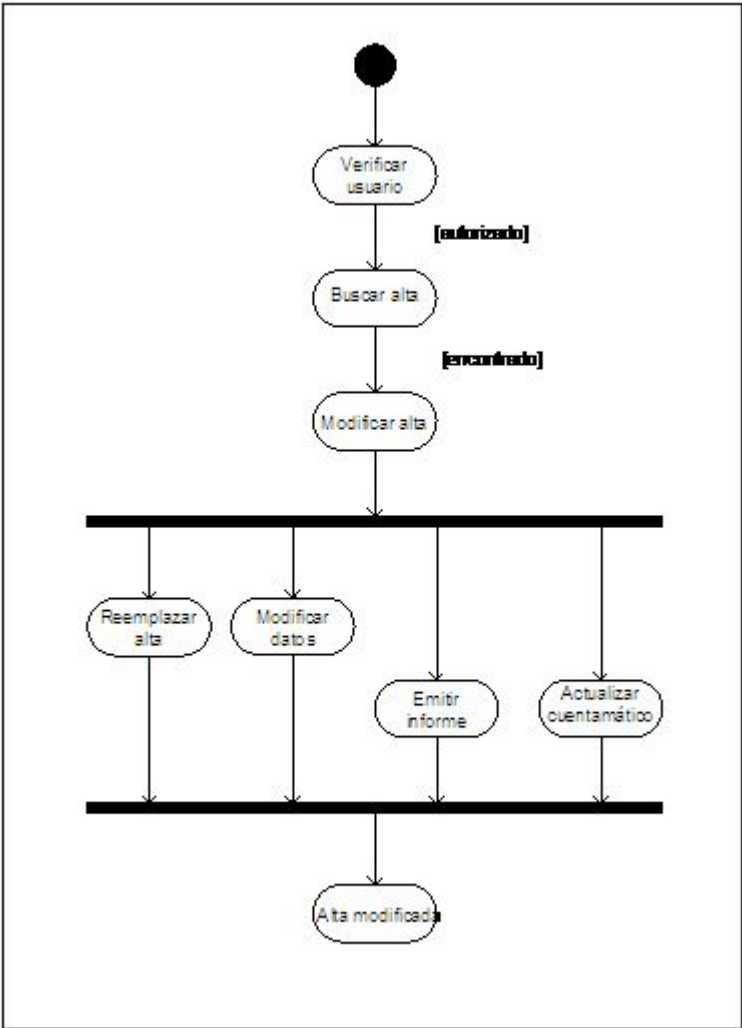 Verificar
usuario
[autorizado]
Buscar alta
[encontrado]
Modificar alta
Reemplazar
alta
Modificar
datos
Emitir
informe
Actualizar
cuentamático
Alta modificada